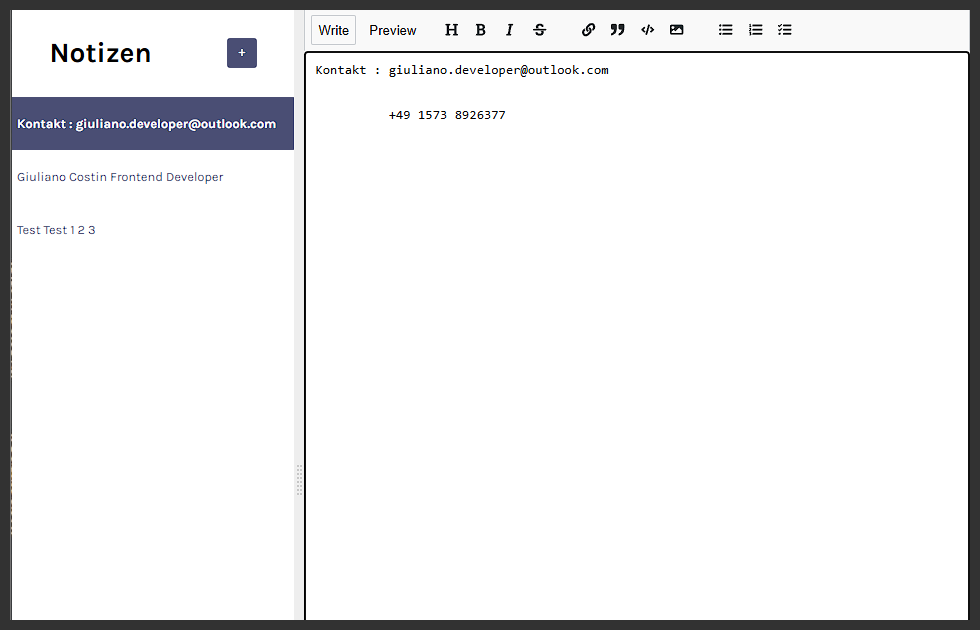 Notizen
+
Kontakt : giuliano.developer@outlook.com
Giuliano Costin Frontend Developer
Test Test 1 2 3
Write Preview H B I S
Kontakt : giuliano.developer@outlook.com
+49 1573 8926377